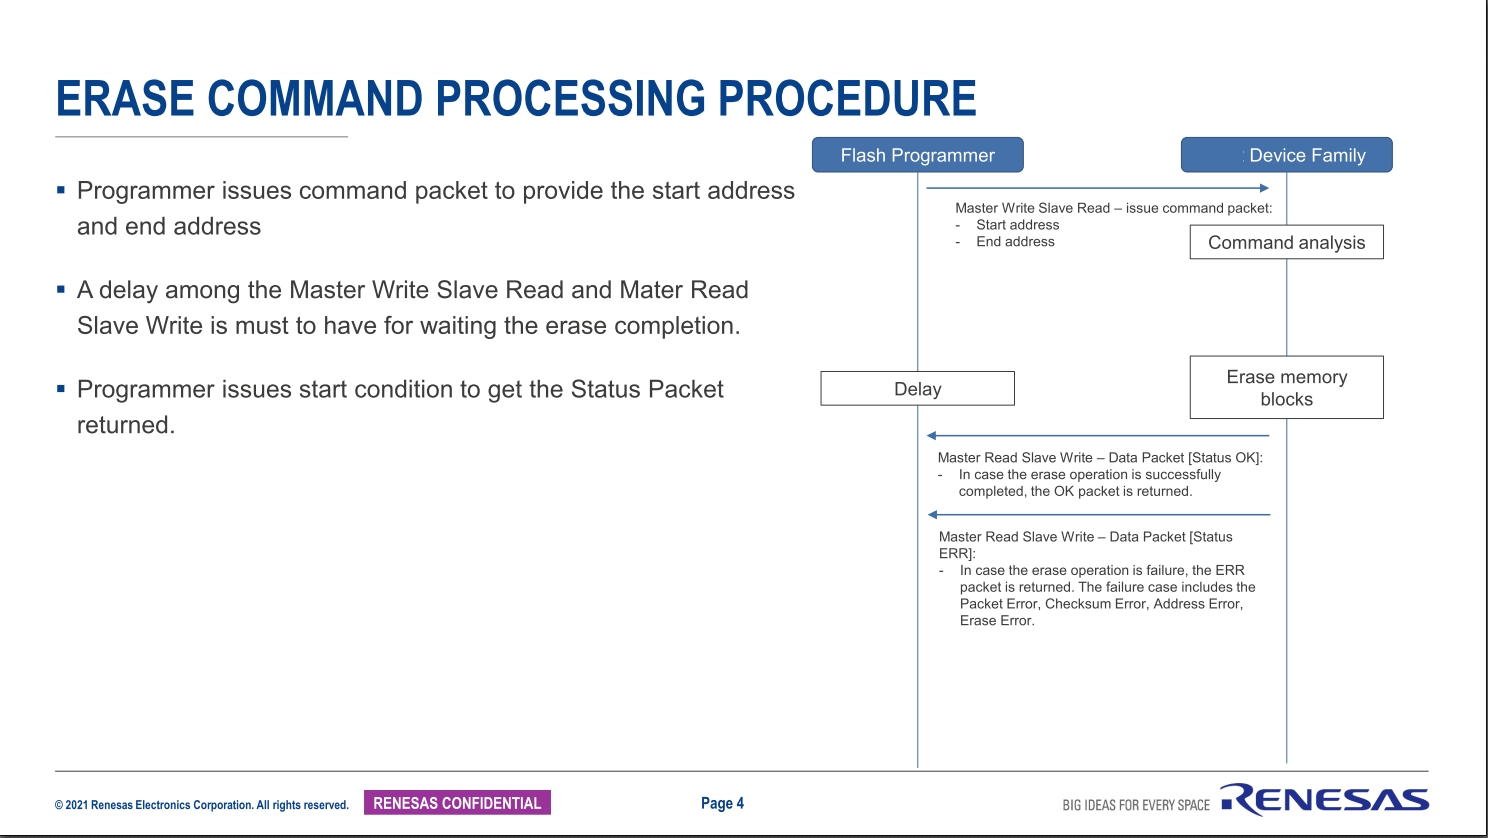 ERASE COMMAND PROCESSING PROCEDURE
▪ Programmer issues command packet to provide the start address
and end address
▪ A delay among the Master Write Slave Read and Mater Read
Slave Write is must to have for waiting the erase completion.
▪ Programmer issues start condition to get the Status Packet
returned.
Flash Programmer
Device Family
Master Write Slave Read – issue command packet:
- Start address
- End address
Command analysis
Delay
Erase memory
blocks
Master Read Slave Write – Data Packet [Status OK]:
- In case the erase operation is successfully
completed, the OK packet is returned.
Master Read Slave Write – Data Packet [Status
ERR]:
- In case the erase operation is failure, the ERR
packet is returned. The failure case includes the
Packet Error, Checksum Error, Address Error,
Erase Error.
© 2021 Renesas Electronics Corporation. All rights reserved.
RENESAS CONFIDENTIAL
Page 4
BIG IDEAS FOR EVERY SPACE
RENESAS